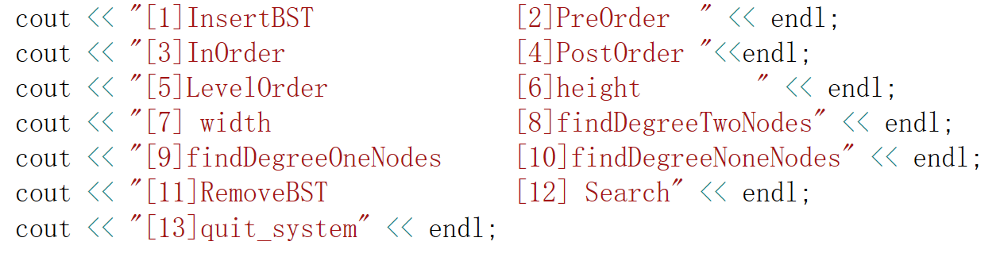 cout << "[1]InsertBST              [2]PreOrder  " << endl;
cout << "[3]InOrder                [4]PostOrder "<<endl;
cout << "[5]LevelOrder             [6]height        " << endl;
cout << "[7] width                 [8]findDegreeTwoNodes" << endl;
cout << "[9]findDegreeOneNodes     [10]findDegreeNoneNodes" << endl;
cout << "[11]RemoveBST             [12] Search" << endl;
cout << "[13]quit_system" << endl;